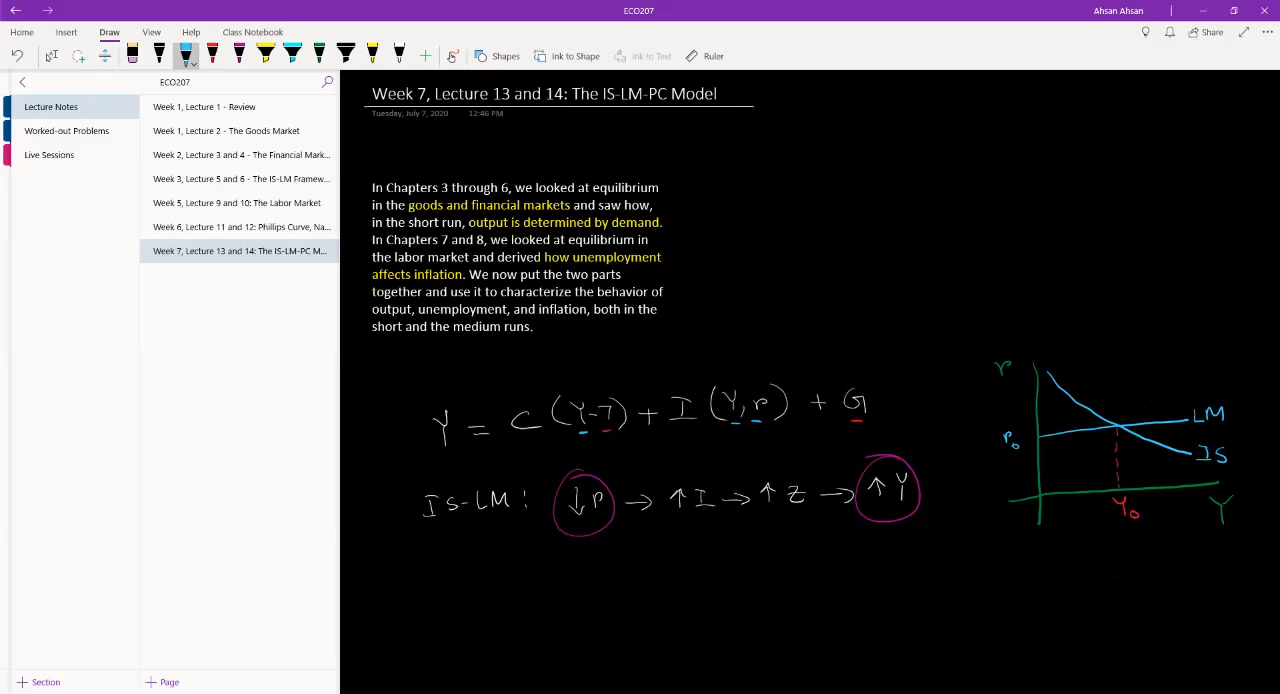 ECO207
Ahsan Ahsan
Home Insert Draw View Help Class Notebook
Share
Shapes Ink to Shape Ink to Text Ruler
ECO207
Lecture Notes
Worked-out Problems
Live Sessions
Week 1, Lecture 1 - Review
Week 1, Lecture 2 - The Goods Market
Week 2, Lecture 3 and 4 - The Financial Mark...
Week 3, Lecture 5 and 6 - The IS-LM Framew...
Week 5, Lecture 9 and 10: The Labor Market
Week 6, Lecture 11 and 12: Phillips Curve, Na...
Week 7, Lecture 13 and 14: The IS-LM-PC M...
Section
Page
Week 7, Lecture 13 and 14: The IS-LM-PC Model
Tuesday, July 7, 2020 12:46 PM
In Chapters 3 through 6, we looked at equilibrium
in the goods and financial markets and saw how,
in the short run, output is determined by demand.
In Chapters 7 and 8, we looked at equilibrium in
the labor market and derived how unemployment
affects inflation. We now put the two parts
together and use it to characterize the behavior of
output, unemployment, and inflation, both in the
short and the medium runs.
Y = C (Y-T) + I (Y, r) + G
IS-LM: ↓ r → ↑ I → ↑ Z → ↑ Y
r
LM
r₀
IS
Y₀
Y